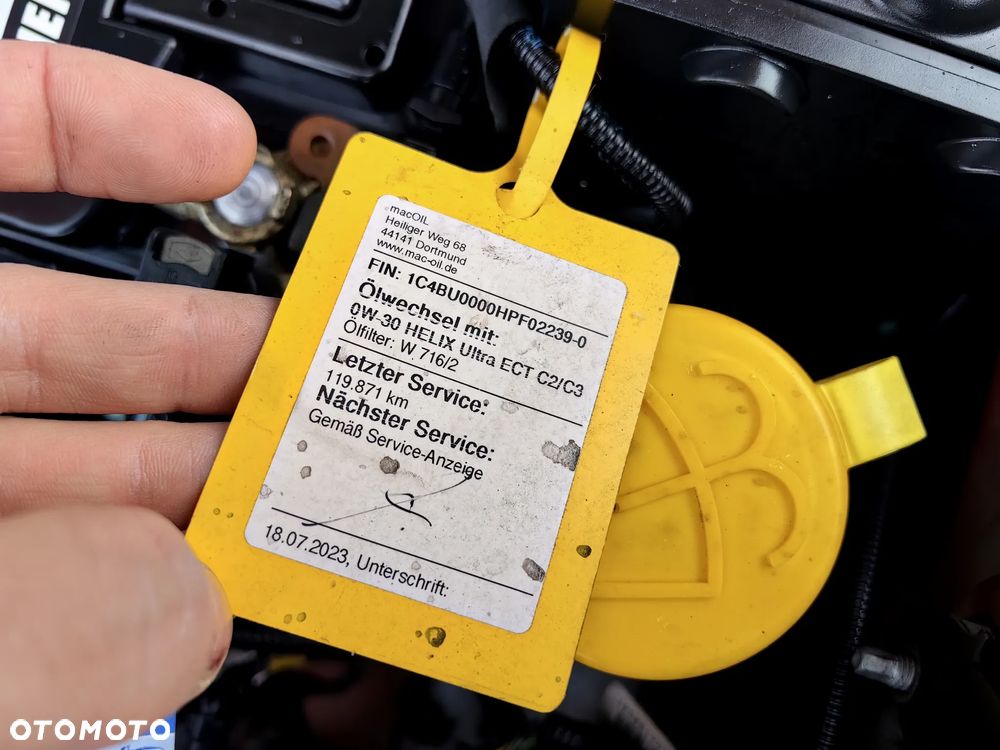 macOIL
Heiliger Weg 68
44141 Dortmund
www.mac-oil.de
FIN: 1C4BU0000HPF02239-0
Ölwechsel mit:
0W-30 HELIX Ultra ECT C2/C3
Ölfilter: W 716/2
Letzter Service:
119.871 km
Nächster Service:
Gemäß Service-Anzeige
18.07.2023, Unterschrift:
OTOMOTO